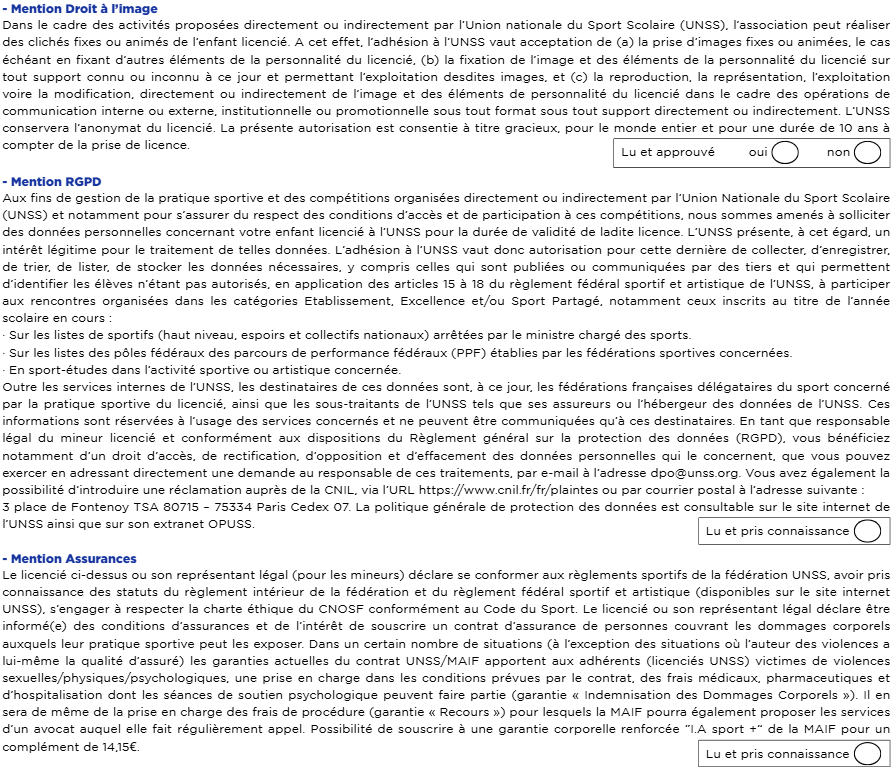 - Mention Droit à l'image
Dans le cadre des activités proposées directement ou indirectement par l'Union nationale du Sport Scolaire (UNSS), l'association peut réaliser
des clichés fixes ou animés de l'enfant licencié. A cet effet, l'adhésion à l'UNSS vaut acceptation de (a) la prise d'images fixes ou animées, le cas
échéant en fixant d'autres éléments de la personnalité du licencié, (b) la fixation de l'image et des éléments de la personnalité du licencié sur
tout support connu ou inconnu à ce jour et permettant l'exploitation desdites images, et (c) la reproduction, la représentation, l'exploitation
voire la modification, directement ou indirectement de l'image et des éléments de personnalité du licencié dans le cadre des opérations de
communication interne ou externe, institutionnelle ou promotionnelle sous tout format sous tout support directement ou indirectement. L'UNSS
conservera l'anonymat du licencié. La présente autorisation est consentie à titre gracieux, pour le monde entier et pour une durée de 10 ans à
compter de la prise de licence.
Lu et approuvé oui non
- Mention RGPD
Aux fins de gestion de la pratique sportive et des compétitions organisées directement ou indirectement par l'Union Nationale du Sport Scolaire
(UNSS) et notamment pour s'assurer du respect des conditions d'accès et de participation à ces compétitions, nous sommes amenés à solliciter
des données personnelles concernant votre enfant licencié à l'UNSS pour la durée de validité de ladite licence. L'UNSS présente, à cet égard, un
intérêt légitime pour le traitement de telles données. L'adhésion à l'UNSS vaut donc autorisation pour cette dernière de collecter, d'enregistrer,
de trier, de lister, de stocker les données nécessaires, y compris celles qui sont publiées ou communiquées par des tiers et qui permettent
d'identifier les élèves n'étant pas autorisés, en application des articles 15 à 18 du règlement fédéral sportif et artistique de l'UNSS, à participer
aux rencontres organisées dans les catégories Etablissement, Excellence et/ou Sport Partagé, notamment ceux inscrits au titre de l'année
scolaire en cours :
· Sur les listes de sportifs (haut niveau, espoirs et collectifs nationaux) arrêtées par le ministre chargé des sports.
· Sur les listes des pôles fédéraux des parcours de performance fédéraux (PPF) établies par les fédérations sportives concernées.
· En sport-études dans l'activité sportive ou artistique concernée.
Outre les services internes de l'UNSS, les destinataires de ces données sont, à ce jour, les fédérations françaises délégataires du sport concerné
par la pratique sportive du licencié, ainsi que les sous-traitants de l'UNSS tels que ses assureurs ou l'hébergeur des données de l'UNSS. Ces
informations sont réservées à l'usage des services concernés et ne peuvent être communiquées qu'à ces destinataires. En tant que responsable
légal du mineur licencié et conformément aux dispositions du Règlement général sur la protection des données (RGPD), vous bénéficiez
notamment d'un droit d'accès, de rectification, d'opposition et d'effacement des données personnelles qui le concernent, que vous pouvez
exercer en adressant directement une demande au responsable de ces traitements, par e-mail à l'adresse dpo@unss.org. Vous avez également la
possibilité d'introduire une réclamation auprès de la CNIL, via l'URL https://www.cnil.fr/fr/plaintes ou par courrier postal à l'adresse suivante :
3 place de Fontenoy TSA 80715 – 75334 Paris Cedex 07. La politique générale de protection des données est consultable sur le site internet de
l'UNSS ainsi que sur son extranet OPUSS.
Lu et pris connaissance
- Mention Assurances
Le licencié ci-dessus ou son représentant légal (pour les mineurs) déclare se conformer aux règlements sportifs de la fédération UNSS, avoir pris
connaissance des statuts du règlement intérieur de la fédération et du règlement fédéral sportif et artistique (disponibles sur le site internet
UNSS), s'engager à respecter la charte éthique du CNOSF conformément au Code du Sport. Le licencié ou son représentant légal déclare être
informé(e) des conditions d'assurances et de l'intérêt de souscrire un contrat d'assurance de personnes couvrant les dommages corporels
auxquels leur pratique sportive peut les exposer. Dans un certain nombre de situations (à l'exception des situations où l'auteur des violences a
lui-même la qualité d'assuré) les garanties actuelles du contrat UNSS/MAIF apportent aux adhérents (licenciés UNSS) victimes de violences
sexuelles/physiques/psychologiques, une prise en charge dans les conditions prévues par le contrat, des frais médicaux, pharmaceutiques et
d'hospitalisation dont les séances de soutien psychologique peuvent faire partie (garantie « Indemnisation des Dommages Corporels »). Il en
sera de même de la prise en charge des frais de procédure (garantie « Recours ») pour lesquels la MAIF pourra également proposer les services
d'un avocat auquel elle fait régulièrement appel. Possibilité de souscrire à une garantie corporelle renforcée "I.A sport +" de la MAIF pour un
complément de 14,15€.
Lu et pris connaissance